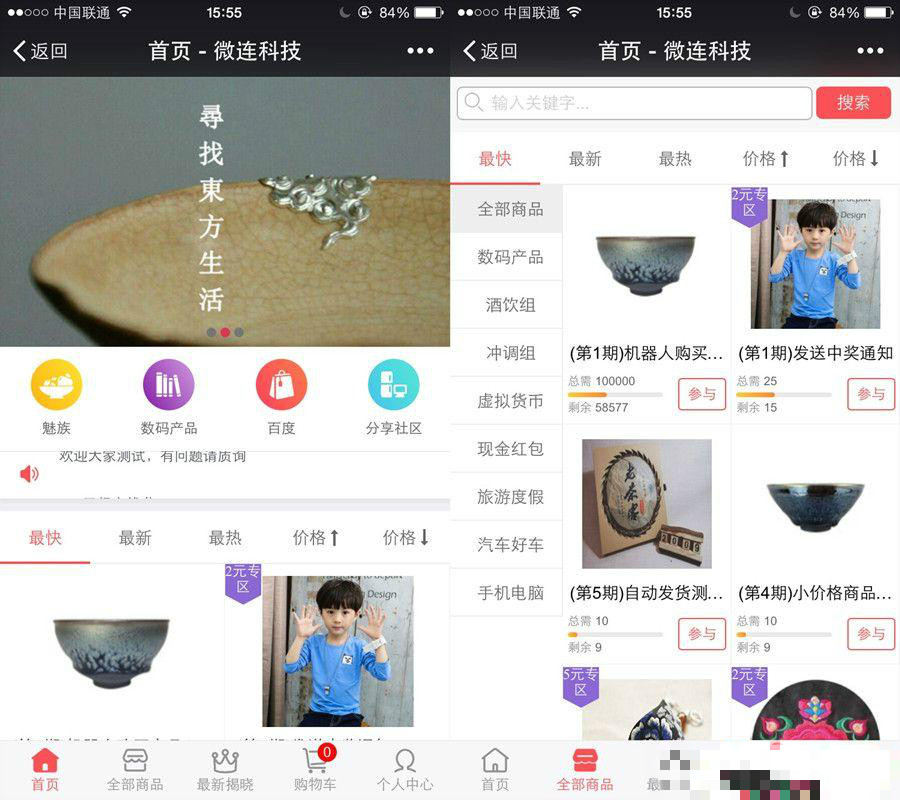 中国联通
15:55
84%
返回
首页 - 微连科技
尋找東方生活
魅族
数码产品
百度
分享社区
欢迎大家测试，有问题请质询
最快
最新
最热
价格
价格
2元专区
首页
全部商品
最新揭晓
购物车
0
个人中心
中国联通
15:55
84%
返回
首页 - 微连科技
输入关键字...
搜索
最快
最新
最热
价格
价格
全部商品
数码产品
酒饮组
冲调组
虚拟货币
现金红包
旅游度假
汽车好车
手机电脑
(第1期)机器人购买...
总需 100000
剩余 58577
参与
2元专区
Design
(第1期)发送中奖通知
总需 25
剩余 15
参与
2009
(第5期)自动发货测...
总需 10
剩余 9
参与
(第4期)小价格商品...
总需 10
剩余 9
参与
5元专区
2元专区
首页
全部商品